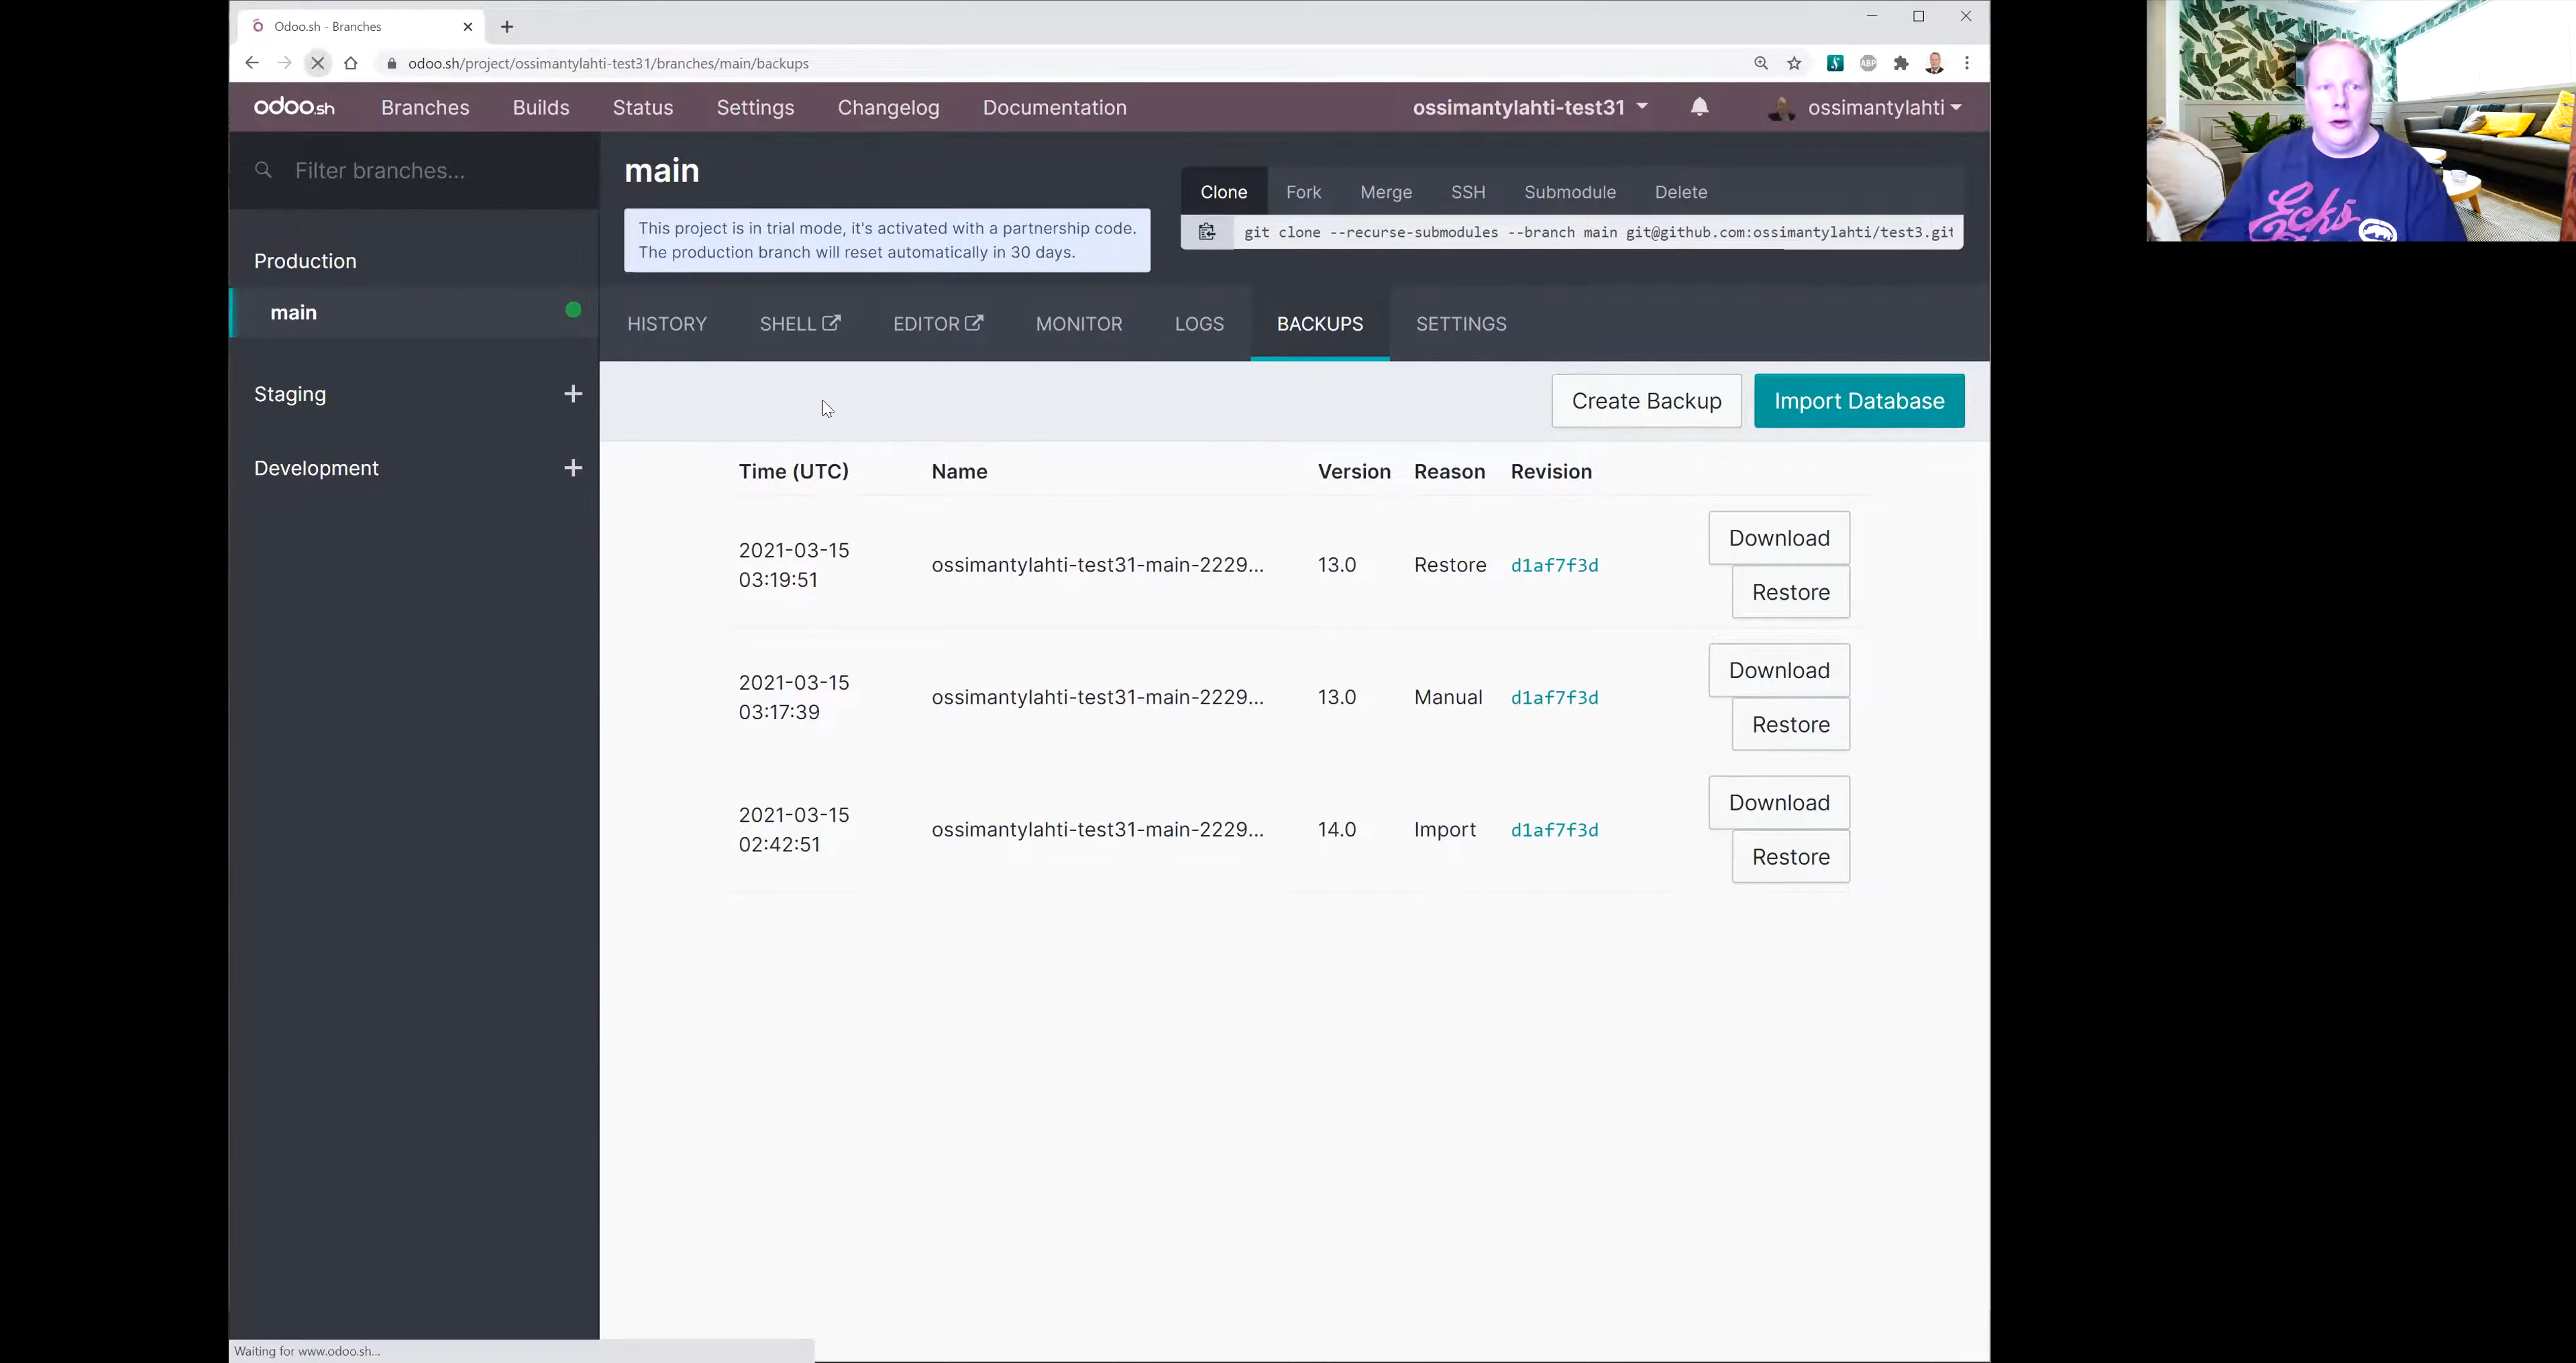 Odoo.sh - Branches
odoo.sh/project/ossimantylahti-test31/branches/main/backups
ABP
odoo.sh Branches Builds Status Settings Changelog Documentation ossimantylahti-test31 ossimantylahti
Filter branches...
Production
main
Staging
Development
main
This project is in trial mode, it's activated with a partnership code.
The production branch will reset automatically in 30 days.
Clone Fork Merge SSH Submodule Delete
git clone --recurse-submodules --branch main git@github.com:ossimantylahti/test3.git
HISTORY SHELL EDITOR MONITOR LOGS BACKUPS SETTINGS
Create Backup Import Database
Time (UTC) Name Version Reason Revision
2021-03-15
03:19:51
ossimantylahti-test31-main-2229... 13.0 Restore d1af7f3d
Download
Restore
2021-03-15
03:17:39
ossimantylahti-test31-main-2229... 13.0 Manual d1af7f3d
Download
Restore
2021-03-15
02:42:51
ossimantylahti-test31-main-2229... 14.0 Import d1af7f3d
Download
Restore
Waiting for www.odoo.sh...
Ecko